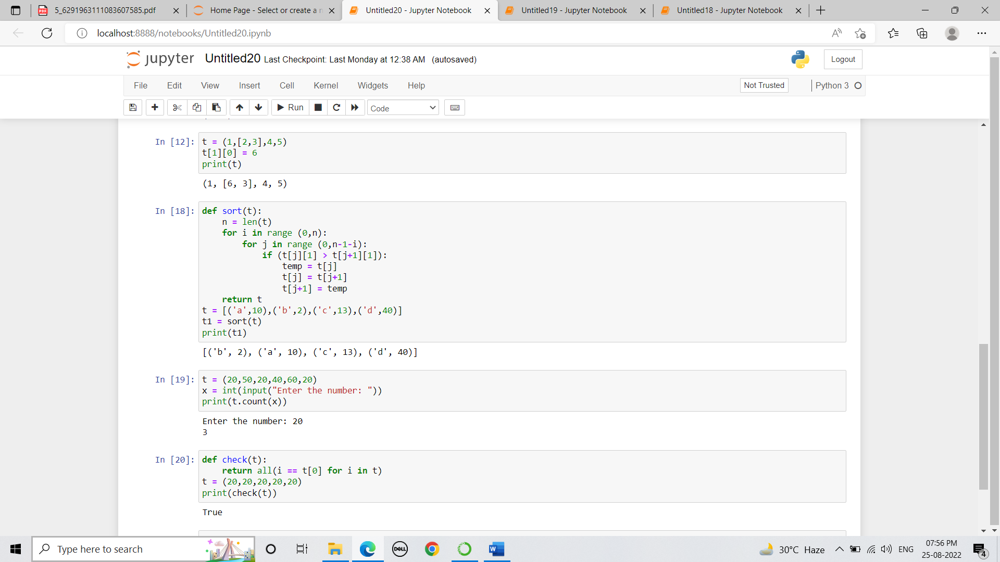 5_6291963111083607585.pdf
Home Page - Select or create a n
Untitled20 - Jupyter Notebook
Untitled19 - Jupyter Notebook
Untitled18 - Jupyter Notebook
localhost:8888/notebooks/Untitled20.ipynb
jupyter Untitled20 Last Checkpoint: Last Monday at 12:38 AM (autosaved)
Logout
File Edit View Insert Cell Kernel Widgets Help
Not Trusted
Python 3
Run
Code
In [12]: t = (1,[2,3],4,5)
t[1][0] = 6
print(t)
(1, [6, 3], 4, 5)
In [18]: def sort(t):
    n = len(t)
    for i in range (0,n):
        for j in range (0,n-1-i):
            if (t[j][1] > t[j+1][1]):
                temp = t[j]
                t[j] = t[j+1]
                t[j+1] = temp
    return t
t = [('a',10),('b',2),('c',13),('d',40)]
t1 = sort(t)
print(t1)
[('b', 2), ('a', 10), ('c', 13), ('d', 40)]
In [19]: t = (20,50,20,40,60,20)
x = int(input("Enter the number: "))
print(t.count(x))
Enter the number: 20
3
In [20]: def check(t):
    return all(i == t[0] for i in t)
t = (20,20,20,20,20)
print(check(t))
True
Type here to search
DELL
W
30°C Haze
ENG
07:56 PM
25-08-2022
4